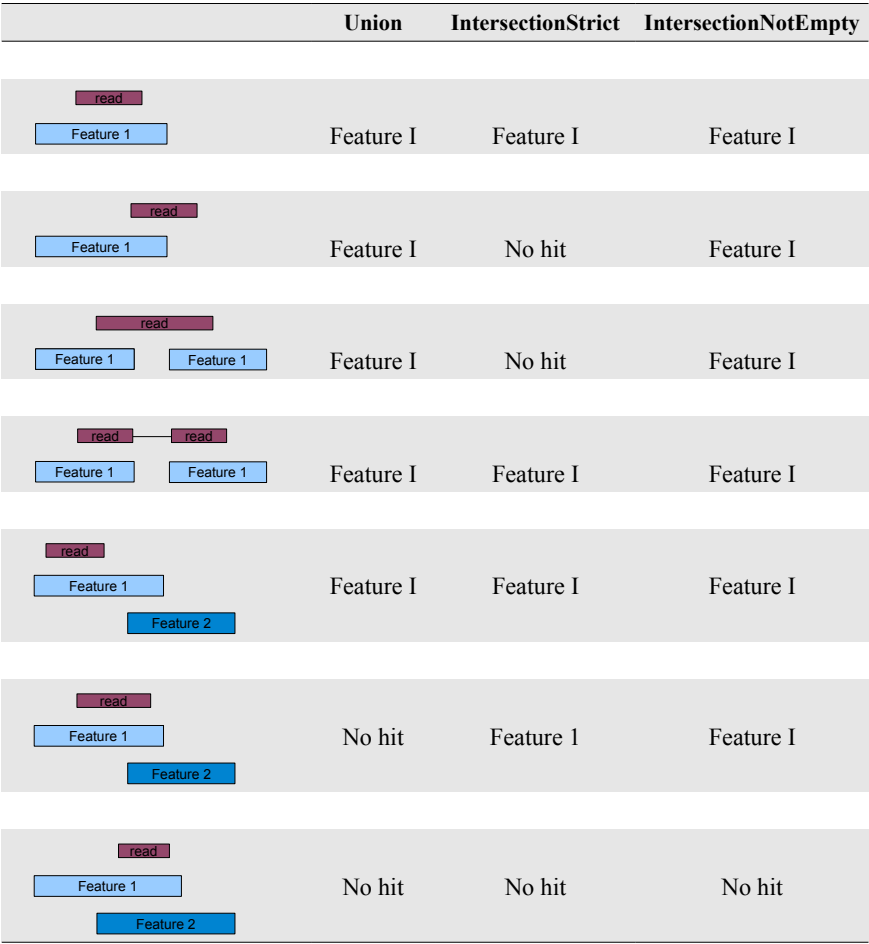 Union IntersectionStrict IntersectionNotEmpty
read
Feature 1
Feature I Feature I Feature I
read
Feature 1
Feature I No hit Feature I
read
Feature 1 Feature 1
Feature I No hit Feature I
read read
Feature 1 Feature 1
Feature I Feature I Feature I
read
Feature 1
Feature I Feature I Feature I
Feature 2
read
Feature 1
No hit Feature 1 Feature I
Feature 2
read
Feature 1
No hit No hit No hit
Feature 2